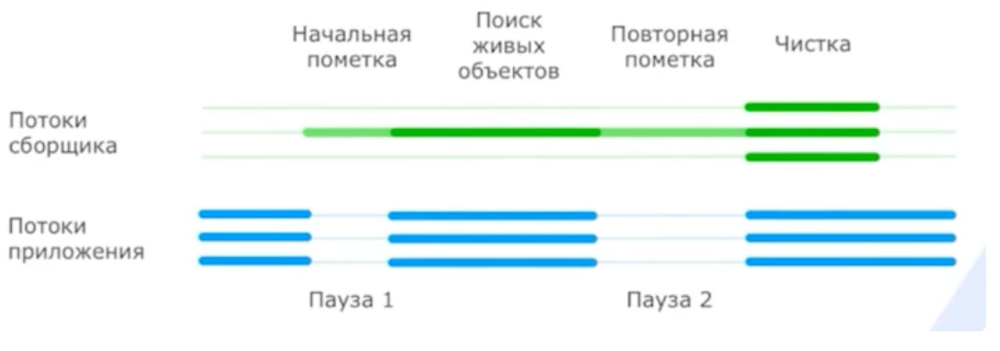 Начальная
пометка
Поиск
живых
объектов
Повторная
пометка
Чистка
Потоки
сборщика
Потоки
приложения
Пауза 1
Пауза 2